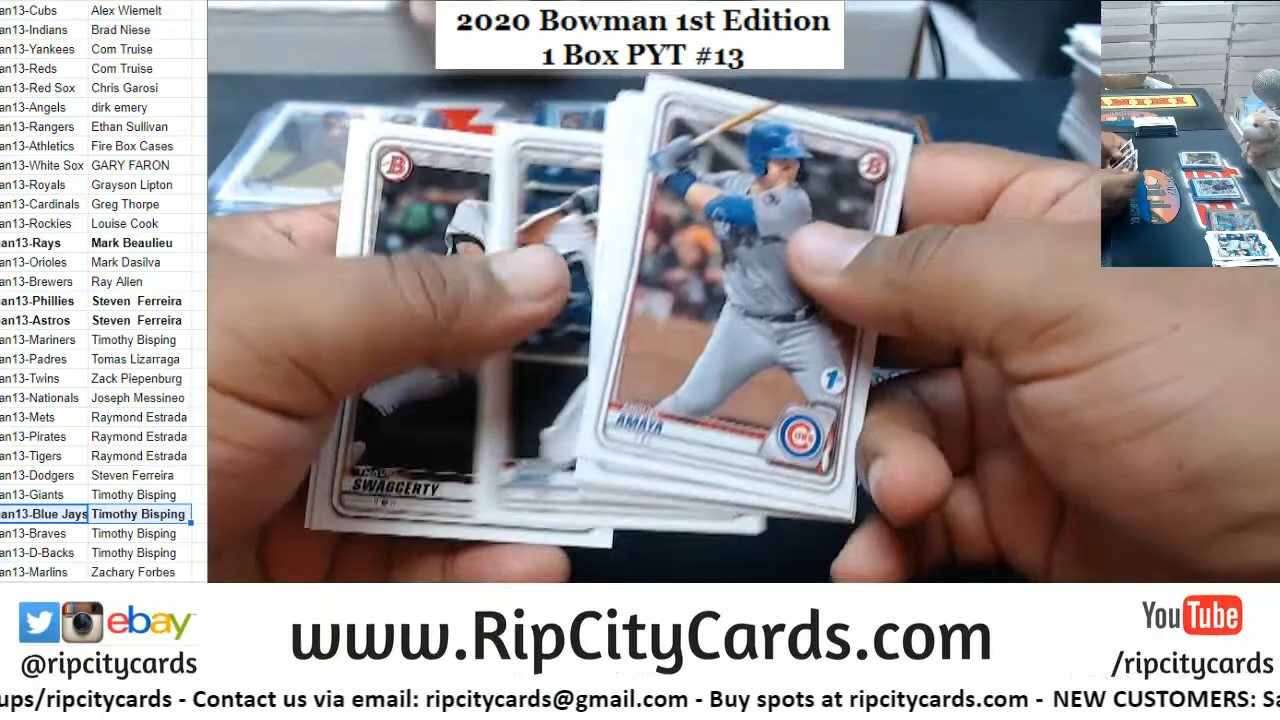 2020 Bowman 1st Edition
1 Box PYT #13
an13-Cubs Alex Wiemelt
an13-Indians Brad Niese
an13-Yankees Com Truise
an13-Reds Com Truise
an13-Red Sox Chris Garosi
an13-Angels dirk emery
an13-Rangers Ethan Sullivan
an13-Athletics Fire Box Cases
an13-White Sox GARY FARON
an13-Royals Grayson Lipton
an13-Cardinals Greg Thorpe
an13-Rockies Louise Cook
an13-Rays Mark Beaulieu
an13-Orioles Mark Dasilva
an13-Brewers Ray Allen
an13-Phillies Steven Ferreira
an13-Astros Steven Ferreira
an13-Mariners Timothy Bisping
an13-Padres Tomas Lizarraga
an13-Twins Zack Piepenburg
an13-Nationals Joseph Messineo
an13-Mets Raymond Estrada
an13-Pirates Raymond Estrada
an13-Tigers Raymond Estrada
an13-Dodgers Steven Ferreira
an13-Giants Timothy Bisping
an13-Blue Jays Timothy Bisping
an13-Braves Timothy Bisping
an13-D-Backs Timothy Bisping
an13-Marlins Zachary Forbes
B
SWAGGERTY
B
1st
AMAYA
CUBS
PANINI
ebay
@ripcitycards
www.RipCityCards.com
YouTube
/ripcitycards
ups/ripcitycards - Contact us via email: ripcitycards@gmail.com - Buy spots at ripcitycards.com - NEW CUSTOMERS: Sa